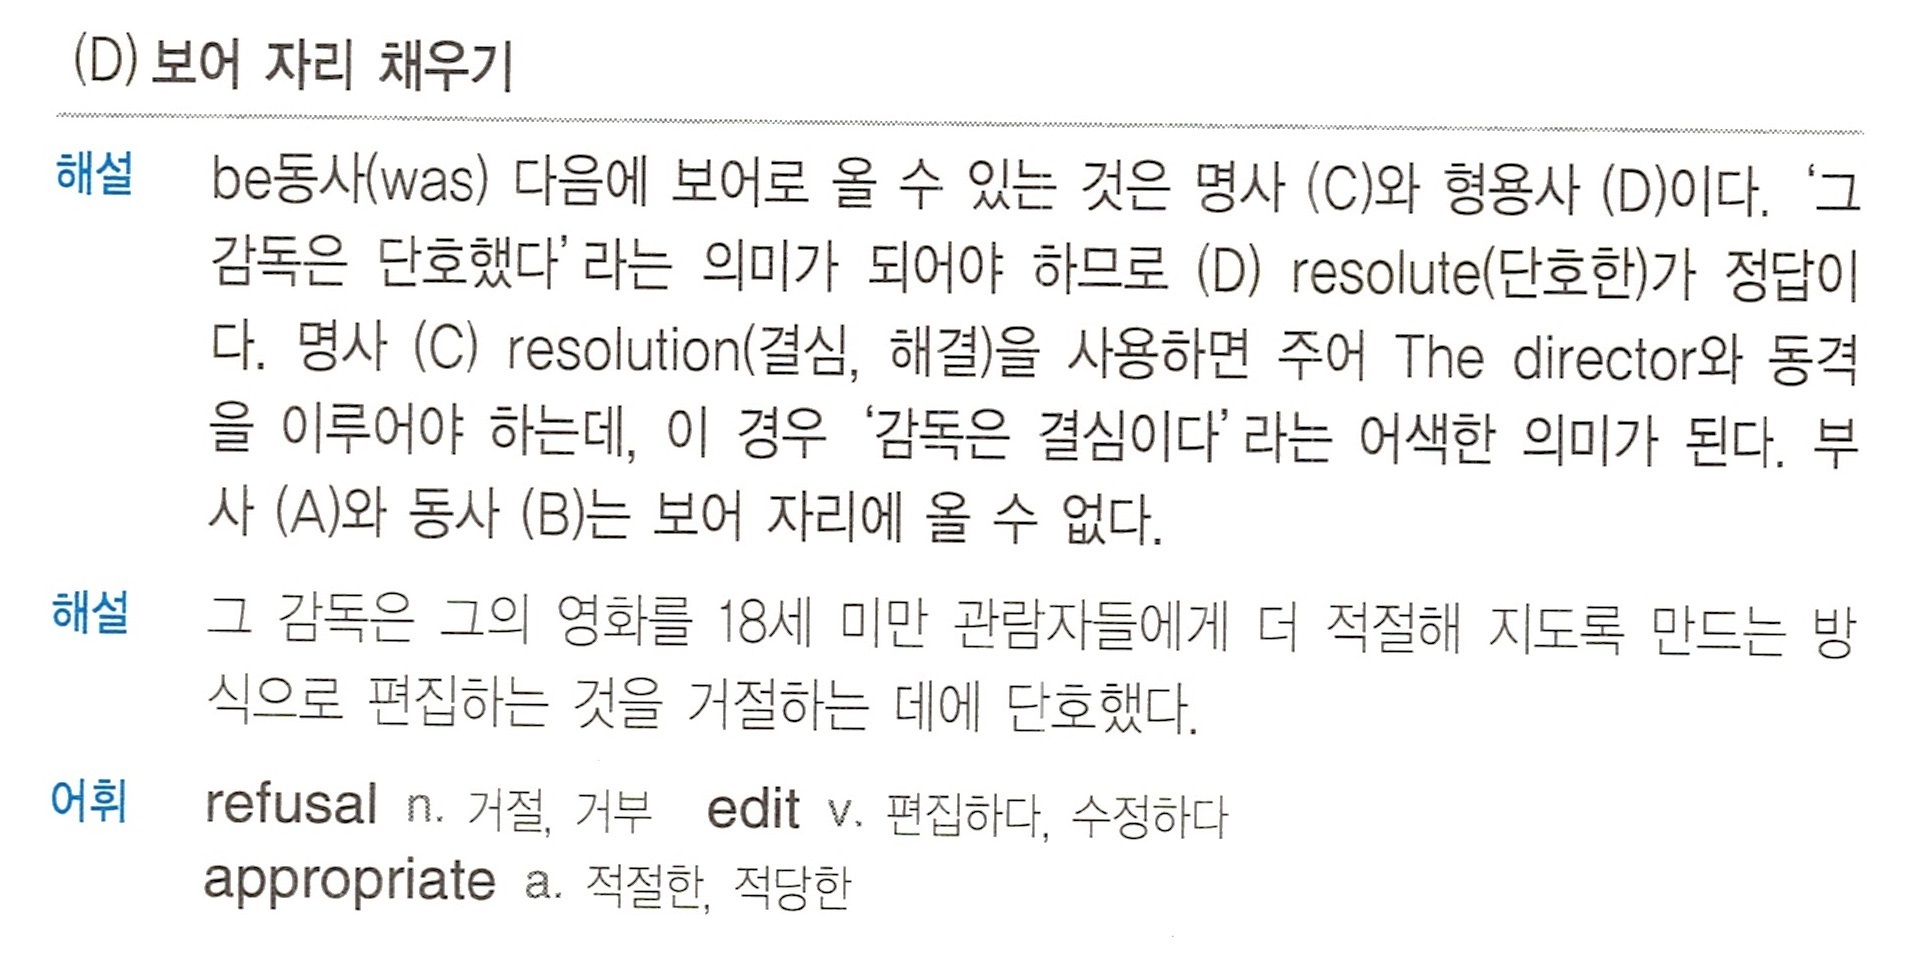 (D) 보어 자리 채우기
해설 be동사(was) 다음에 보어로 올 수 있는 것은 명사 (C)와 형용사 (D)이다. ‘그
감독은 단호했다’라는 의미가 되어야 하므로 (D) resolute(단호한)가 정답이
다. 명사 (C) resolution(결심, 해결)을 사용하면 주어 The director와 동격
을 이루어야 하는데, 이 경우 ‘감독은 결심이다’라는 어색한 의미가 된다. 부
사 (A)와 동사 (B)는 보어 자리에 올 수 없다.
해설 그 감독은 그의 영화를 18세 미만 관람자들에게 더 적절해 지도록 만드는 방
식으로 편집하는 것을 거절하는 데에 단호했다.
어휘 refusal n. 거절, 거부 edit v. 편집하다, 수정하다
appropriate a. 적절한, 적당한